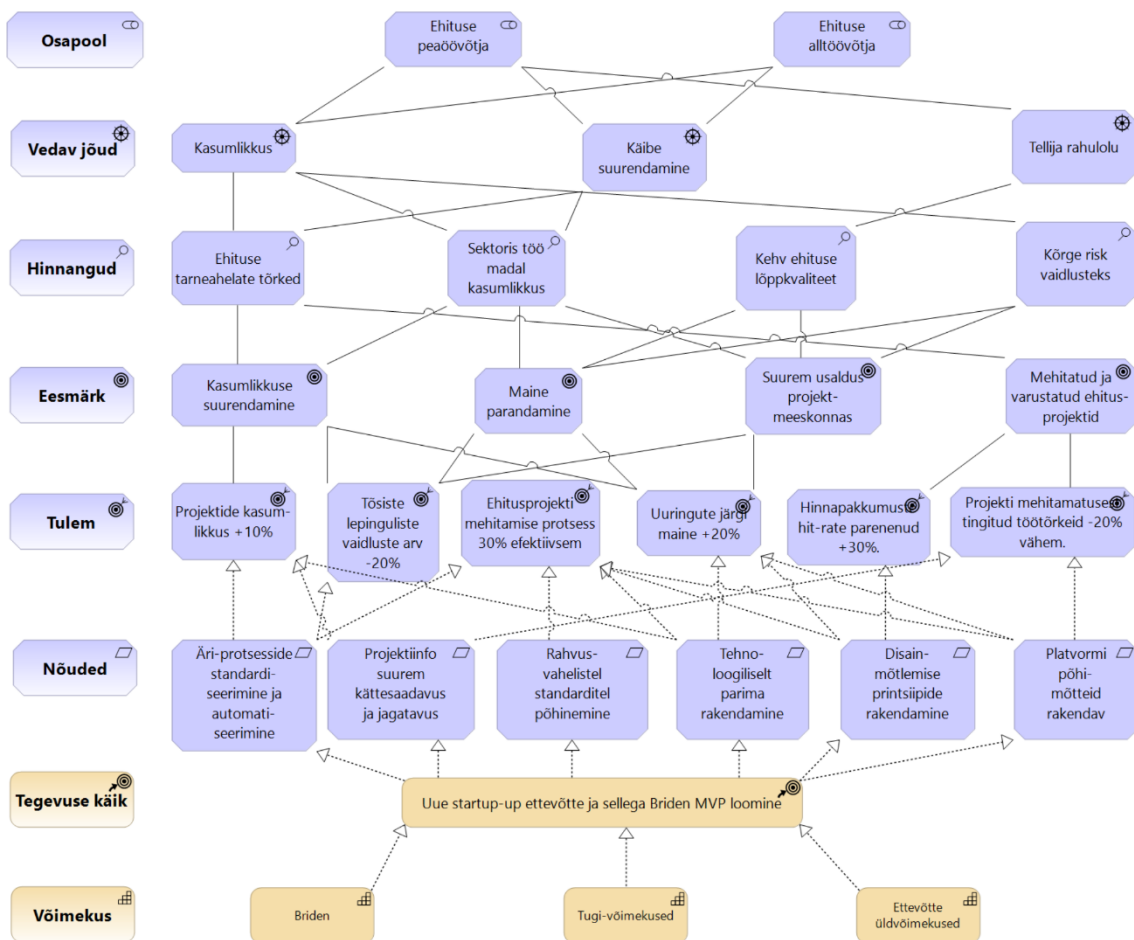 Osapool
Ehituse
peaöövõtja
Ehituse
alltöövõtja
Vedav jõud
Kasumlikkus
Käibe
suurendamine
Tellija rahulolu
Hinnangud
Ehituse
tarneahelate tõrked
Sektoris töö
madal
kasumlikkus
Kehv ehituse
lõppkvaliteet
Kõrge risk
vaidlusteks
Eesmärk
Kasumlikkuse
suurendamine
Maine
parandamine
Suurem usaldus
projekt-
meeskonnas
Mehitatud ja
varustatud ehitus-
projektid
Tulem
Projektide kasum-
likkus +10%
Tõsiste
lepinguliste
vaidluste arv
-20%
Ehitusprojekti
mehitamise protsess
30% efektiivsem
Uuringute järgi
maine +20%
Hinnapakkumuste
hit-rate parenenud
+30%.
Projekti mehitamatusest
tingitud töötõrkeid -20%
vähem.
Nõuded
Äri-protsesside
standardi-
seerimine ja
automati-
seerimine
Projektiinfo
suurem
kättesaadavus
ja jagatavus
Rahvus-
vahelistel
standarditel
põhinemine
Tehno-
loogiliselt
parima
rakendamine
Disain-
mõtlemise
printsiipide
rakendamine
Platvormi
põhi-
mõtteid
rakendav
Tegevuse käik
Uue startup-up ettevõtte ja sellega Briden MVP loomine
Võimekus
Briden
Tugi-võimekused
Ettevõtte
üldvõimekused